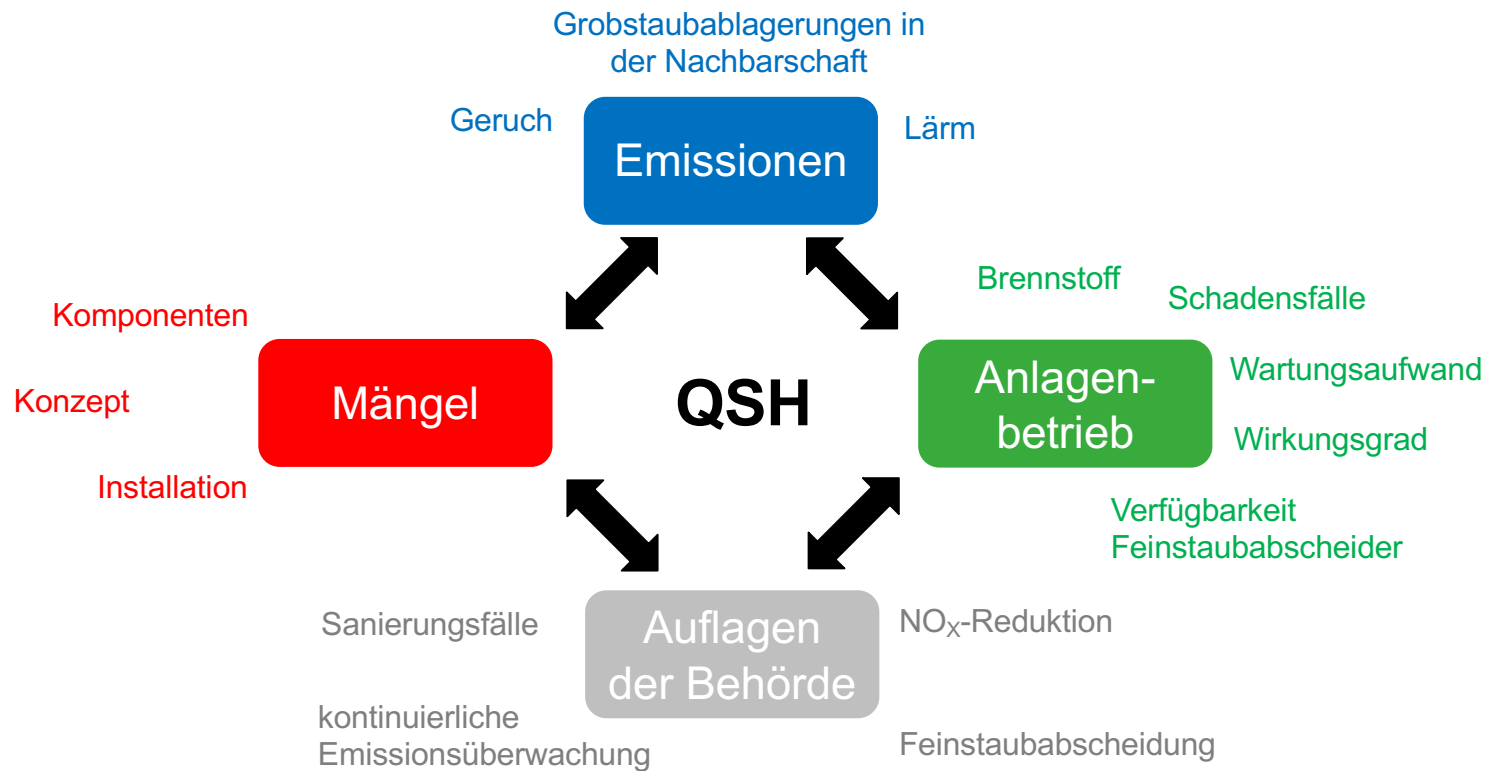 Grobstaubablagerungen in
der Nachbarschaft
Geruch
Lärm
Emissionen
Brennstoff
Schadensfälle
Komponenten
Wartungsaufwand
Konzept
Mängel
QSH
Anlagen-
betrieb
Wirkungsgrad
Installation
Verfügbarkeit
Feinstaubabscheider
Sanierungsfälle
Auflagen
der Behörde
NOX-Reduktion
kontinuierliche
Emissionsüberwachung
Feinstaubabscheidung